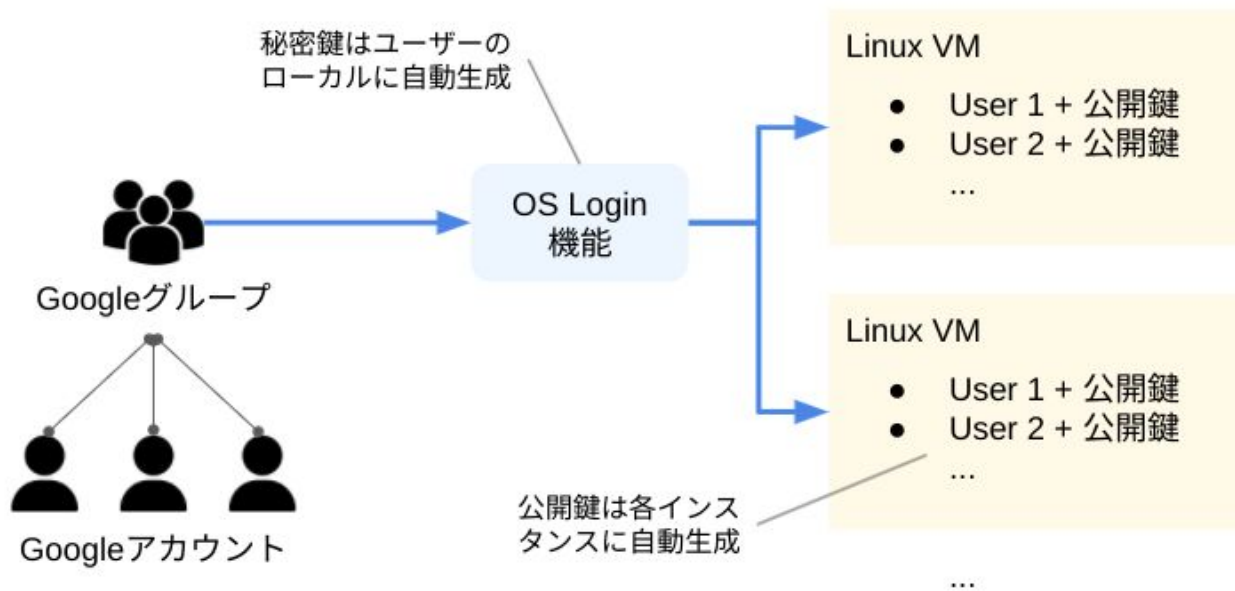 秘密鍵はユーザーの
ローカルに自動生成
Linux VM
● User 1 + 公開鍵
● User 2 + 公開鍵
...
OS Login
機能
Googleグループ
Linux VM
● User 1 + 公開鍵
● User 2 + 公開鍵
...
公開鍵は各インス
タンスに自動生成
Googleアカウント
...